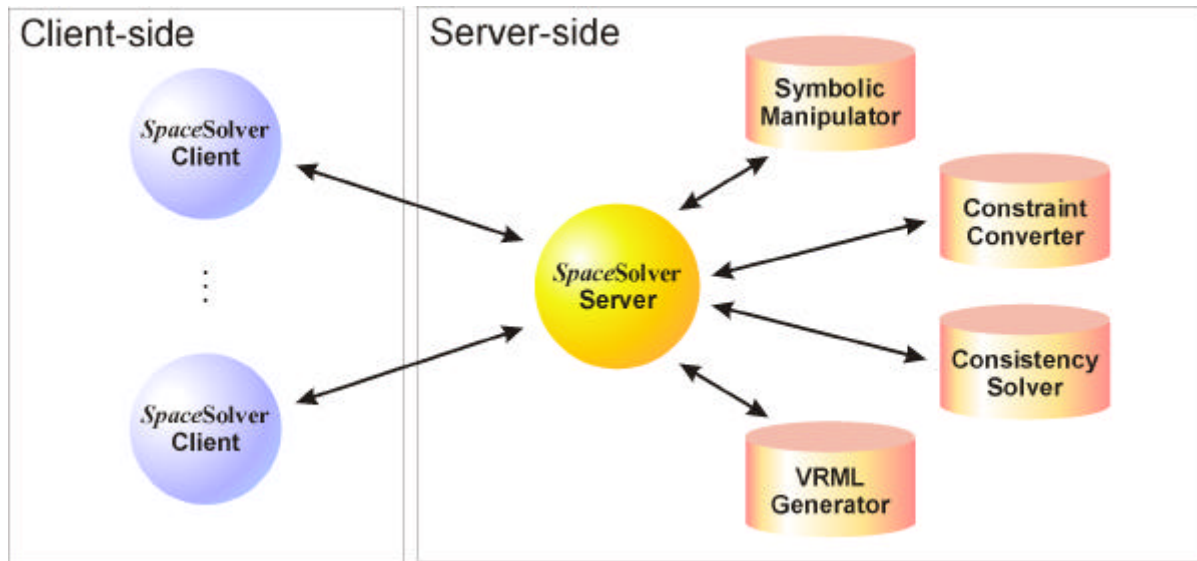 Client-side
SpaceSolver
Client
⋮
SpaceSolver
Client
Server-side
SpaceSolver
Server
Symbolic
Manipulator
Constraint
Converter
Consistency
Solver
VRML
Generator